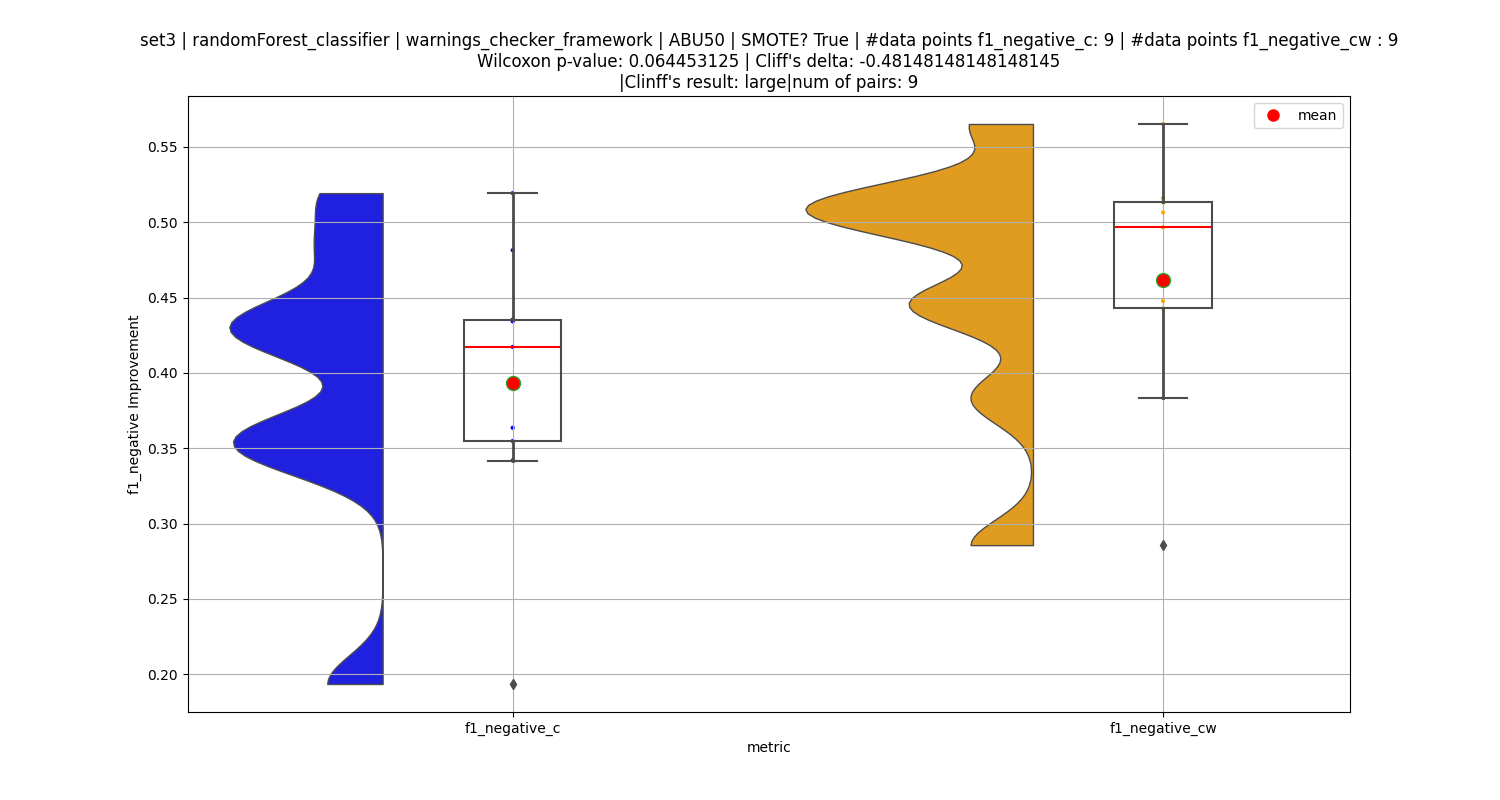 set3 | randomForest_classifier | warnings_checker_framework | ABU50 | SMOTE? True | #data points f1_negative_c: 9 | #data points f1_negative_cw : 9
Wilcoxon p-value: 0.064453125 | Cliff's delta: -0.48148148148148145
|Clinff's result: large|num of pairs: 9
mean
0.55
0.50
0.45
0.40
0.35
0.30
0.25
0.20
f1_negative Improvement
f1_negative_c
f1_negative_cw
metric